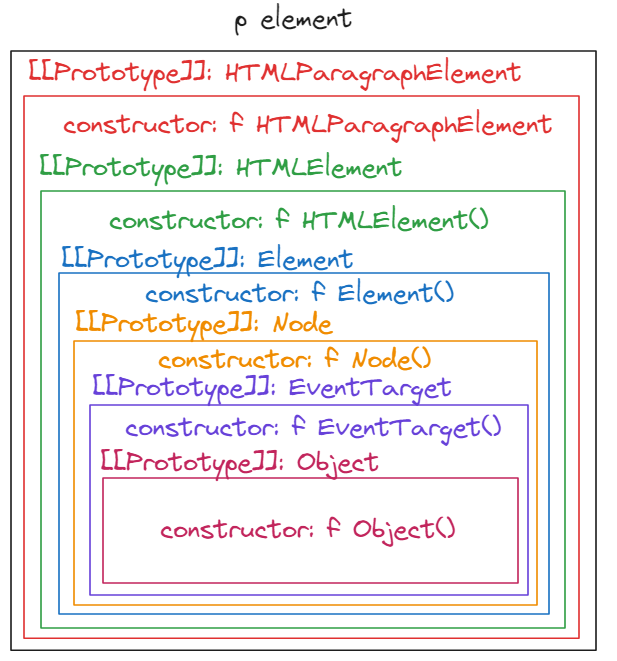 p element
[[Prototype]]: HTMLParagraphElement
constructor: f HTMLParagraphElement
[[Prototype]]: HTMLElement
constructor: f HTMLElement()
[[Prototype]]: Element
constructor: f Element()
[[Prototype]]: Node
constructor: f Node()
[[Prototype]]: EventTarget
constructor: f EventTarget()
[[Prototype]]: Object
constructor: f Object()